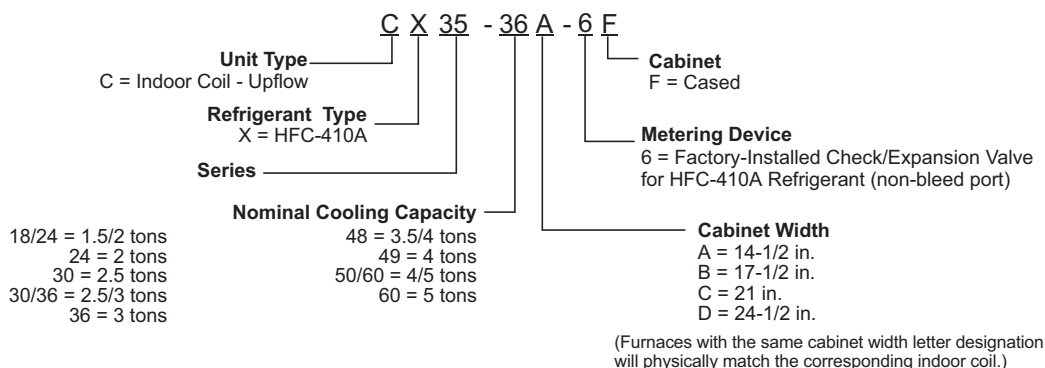 C X 35 - 36 A - 6 F
Unit Type
C = Indoor Coil - Upflow
Refrigerant Type
X = HFC-410A
Series
Nominal Cooling Capacity
18/24 = 1.5/2 tons
24 = 2 tons
30 = 2.5 tons
30/36 = 2.5/3 tons
36 = 3 tons
48 = 3.5/4 tons
49 = 4 tons
50/60 = 4/5 tons
60 = 5 tons
Cabinet
F = Cased
Metering Device
6 = Factory-Installed Check/Expansion Valve
for HFC-410A Refrigerant (non-bleed port)
Cabinet Width
A = 14-1/2 in.
B = 17-1/2 in.
C = 21 in.
D = 24-1/2 in.
(Furnaces with the same cabinet width letter designation
will physically match the corresponding indoor coil.)